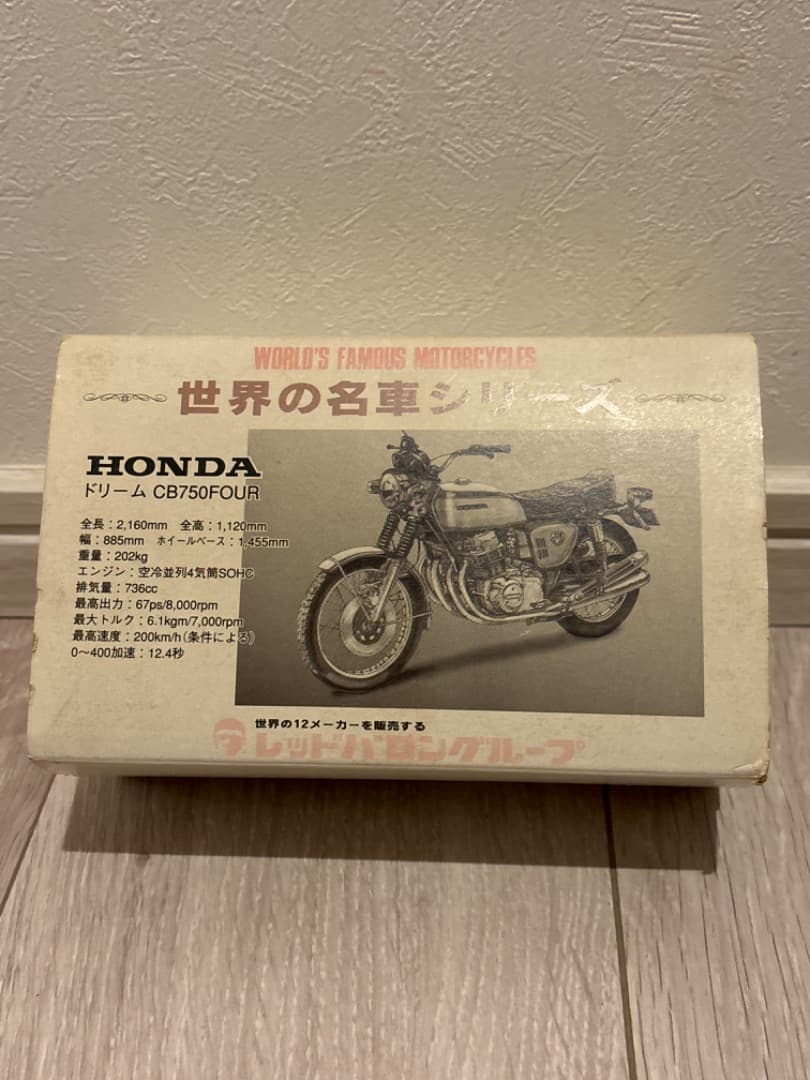 WORLD'S FAMOUS MOTORCYCLES
世界の名車シリーズ
HONDA
ドリーム CB750FOUR
全長：2,160mm 全高：1,120mm
幅：885mm ホイールベース：1,455mm
重量：202kg
エンジン：空冷並列4気筒SOHC
排気量：736cc
最高出力：67ps/8,000rpm
最大トルク：6.1kgm/7,000rpm
最高速度：200km/h（条件による）
0〜400加速：12.4秒
世界の12メーカーを販売する
レッドバロングループ